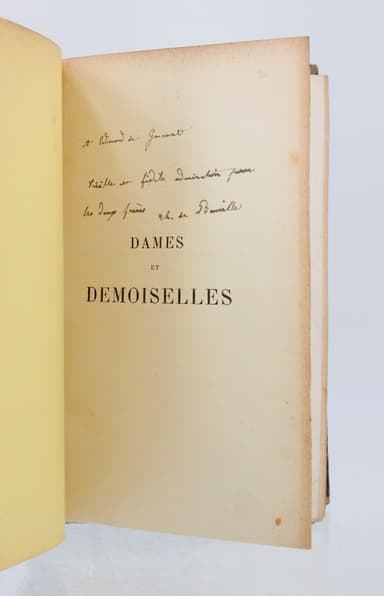 A Edmond de Goncourt
Vieille et fidèle admiration pour
les deux frères Th. de Banville
DAMES
ET
DEMOISELLES